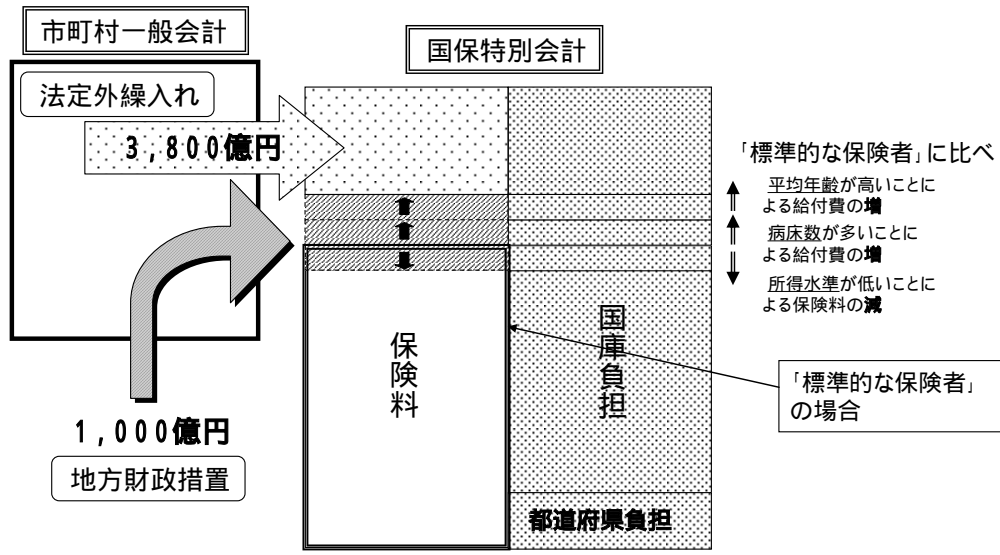 市町村一般会計
国保特別会計
法定外繰入れ
3,800億円
「標準的な保険者」に比べ
平均年齢が高いことに
よる給付費の増
病床数が多いことに
よる給付費の増
所得水準が低いことに
よる保険料の減
保険料
国庫負担
「標準的な保険者」
の場合
1,000億円
地方財政措置
都道府県負担